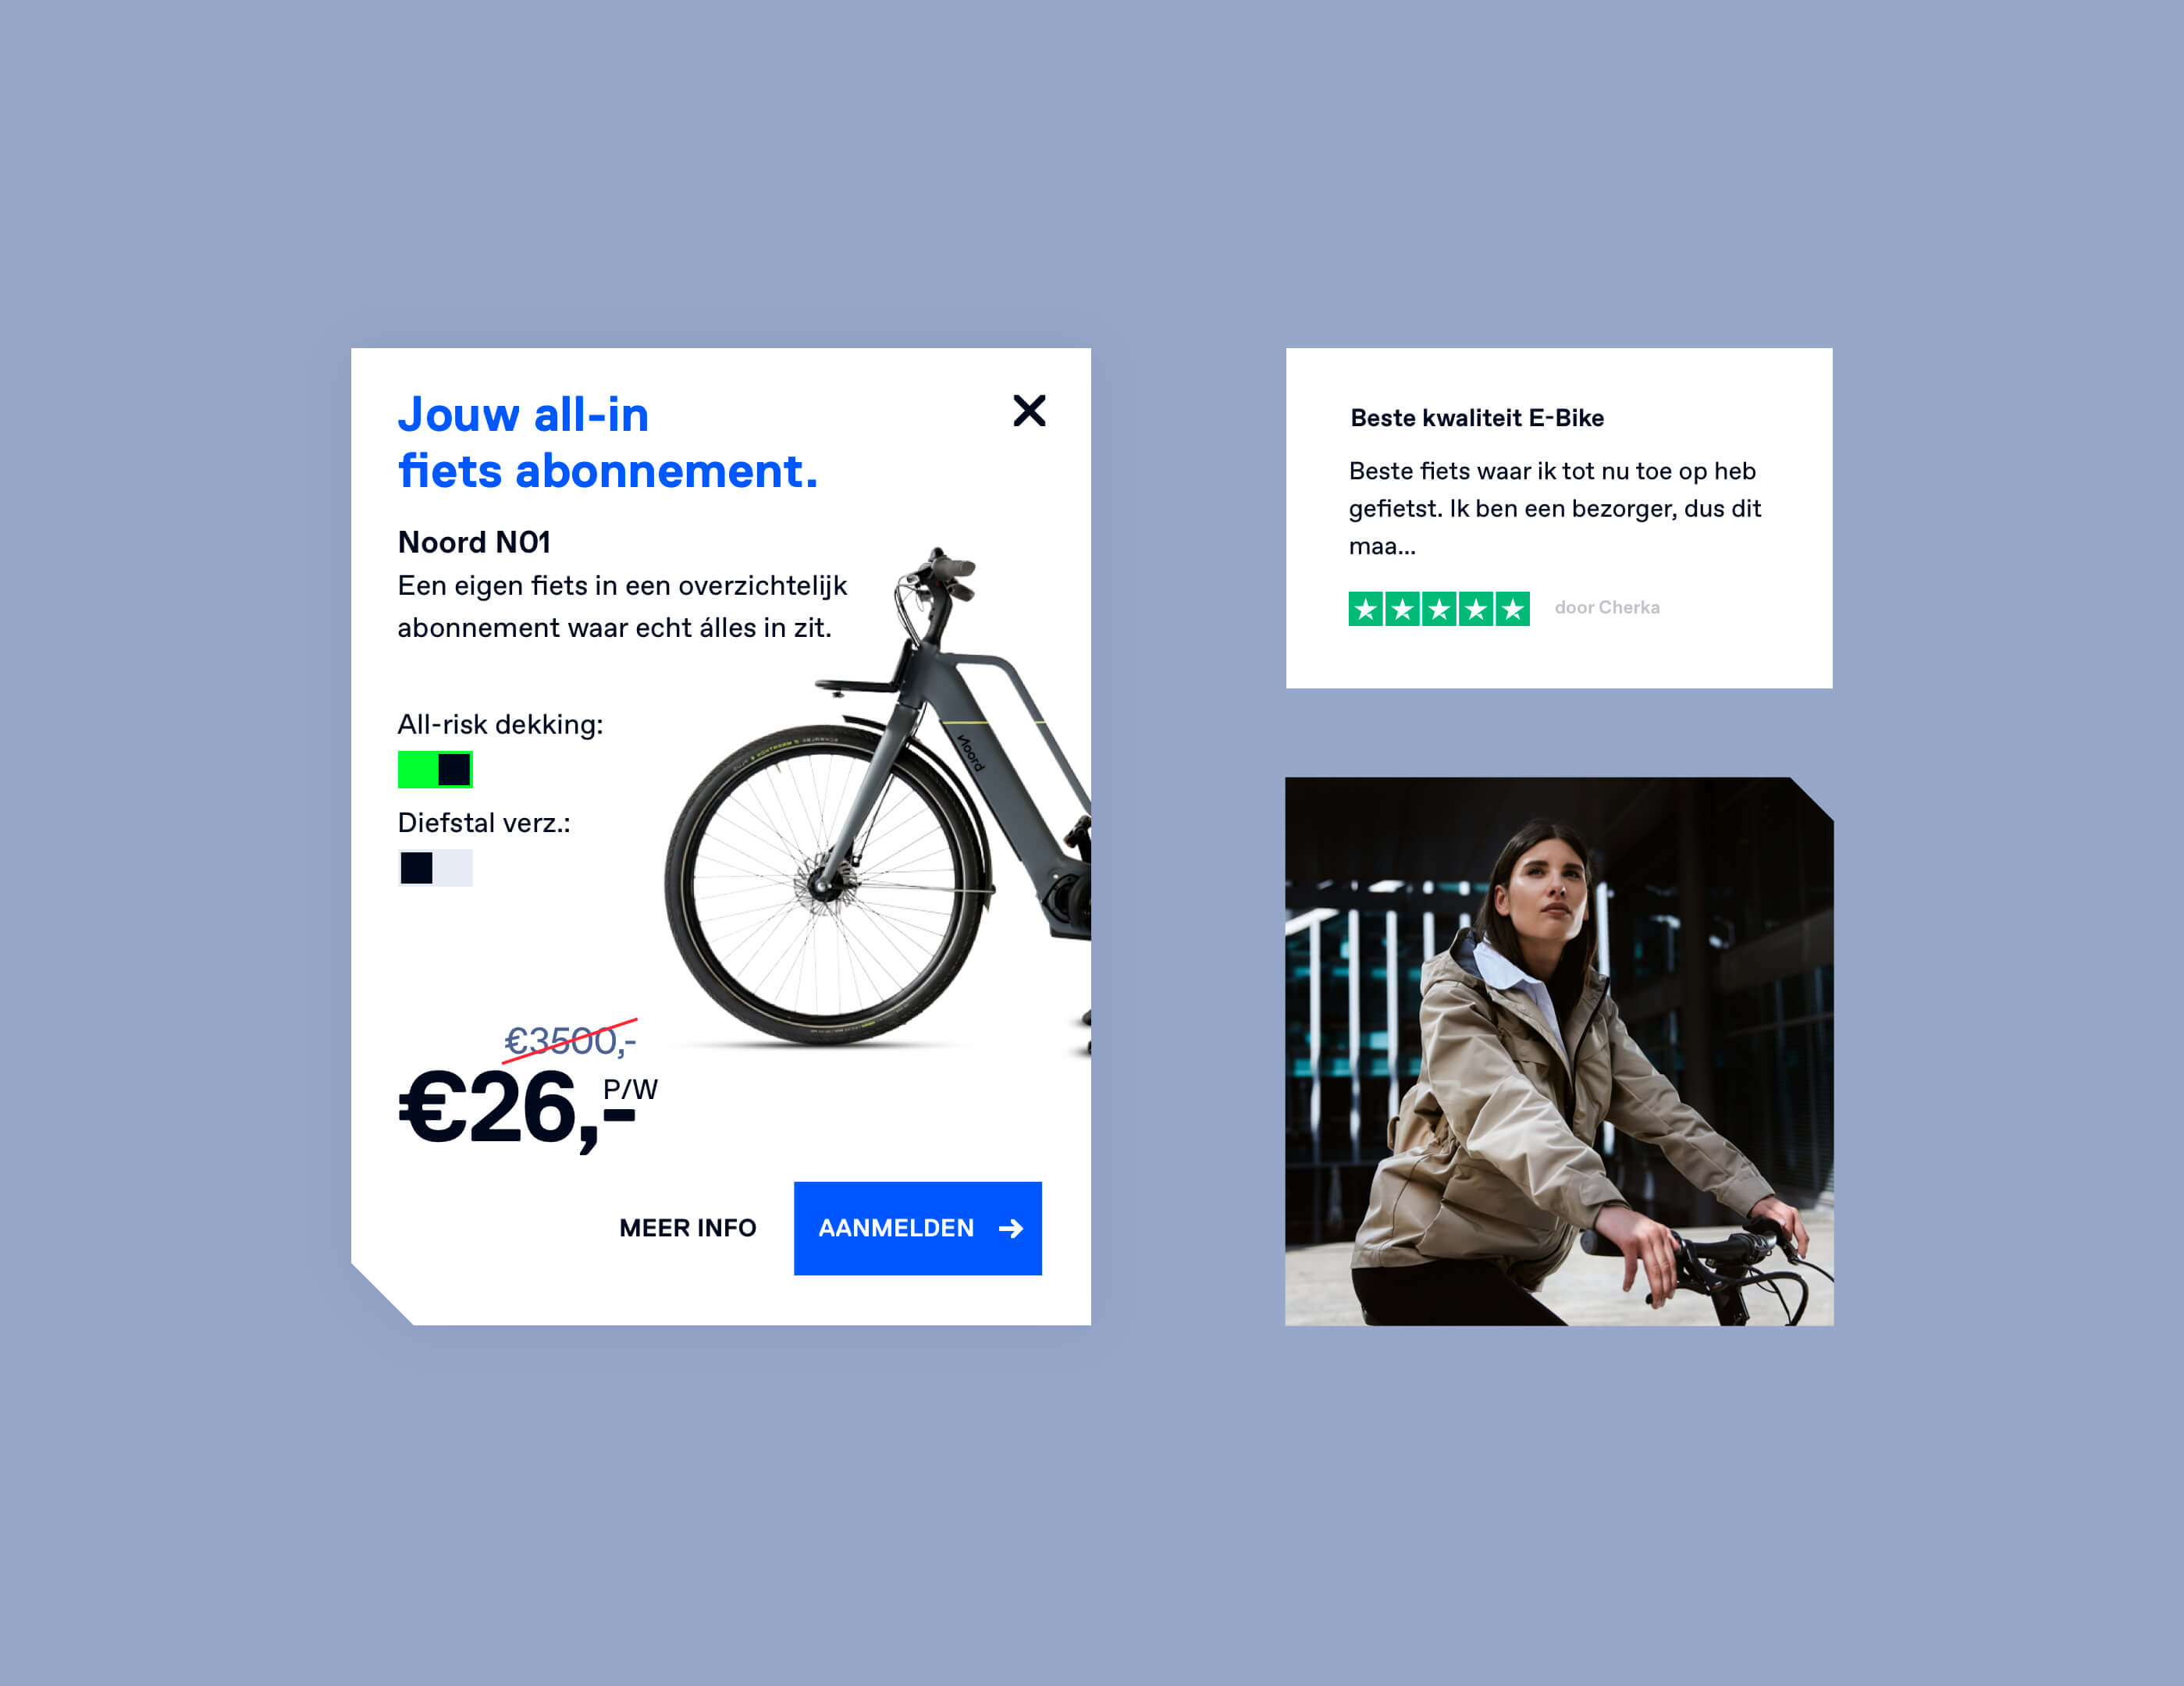 Jouw all-in
fiets abonnement.
Noord N01
Een eigen fiets in een overzichtelijk
abonnement waar echt álles in zit.
All-risk dekking:
Diefstal verz.:
Noord
€3500,-
€26,- P/W
MEER INFO
AANMELDEN
Beste kwaliteit E-Bike
Beste fiets waar ik tot nu toe op heb
gefietst. Ik ben een bezorger, dus dit
maa...
door Cherka